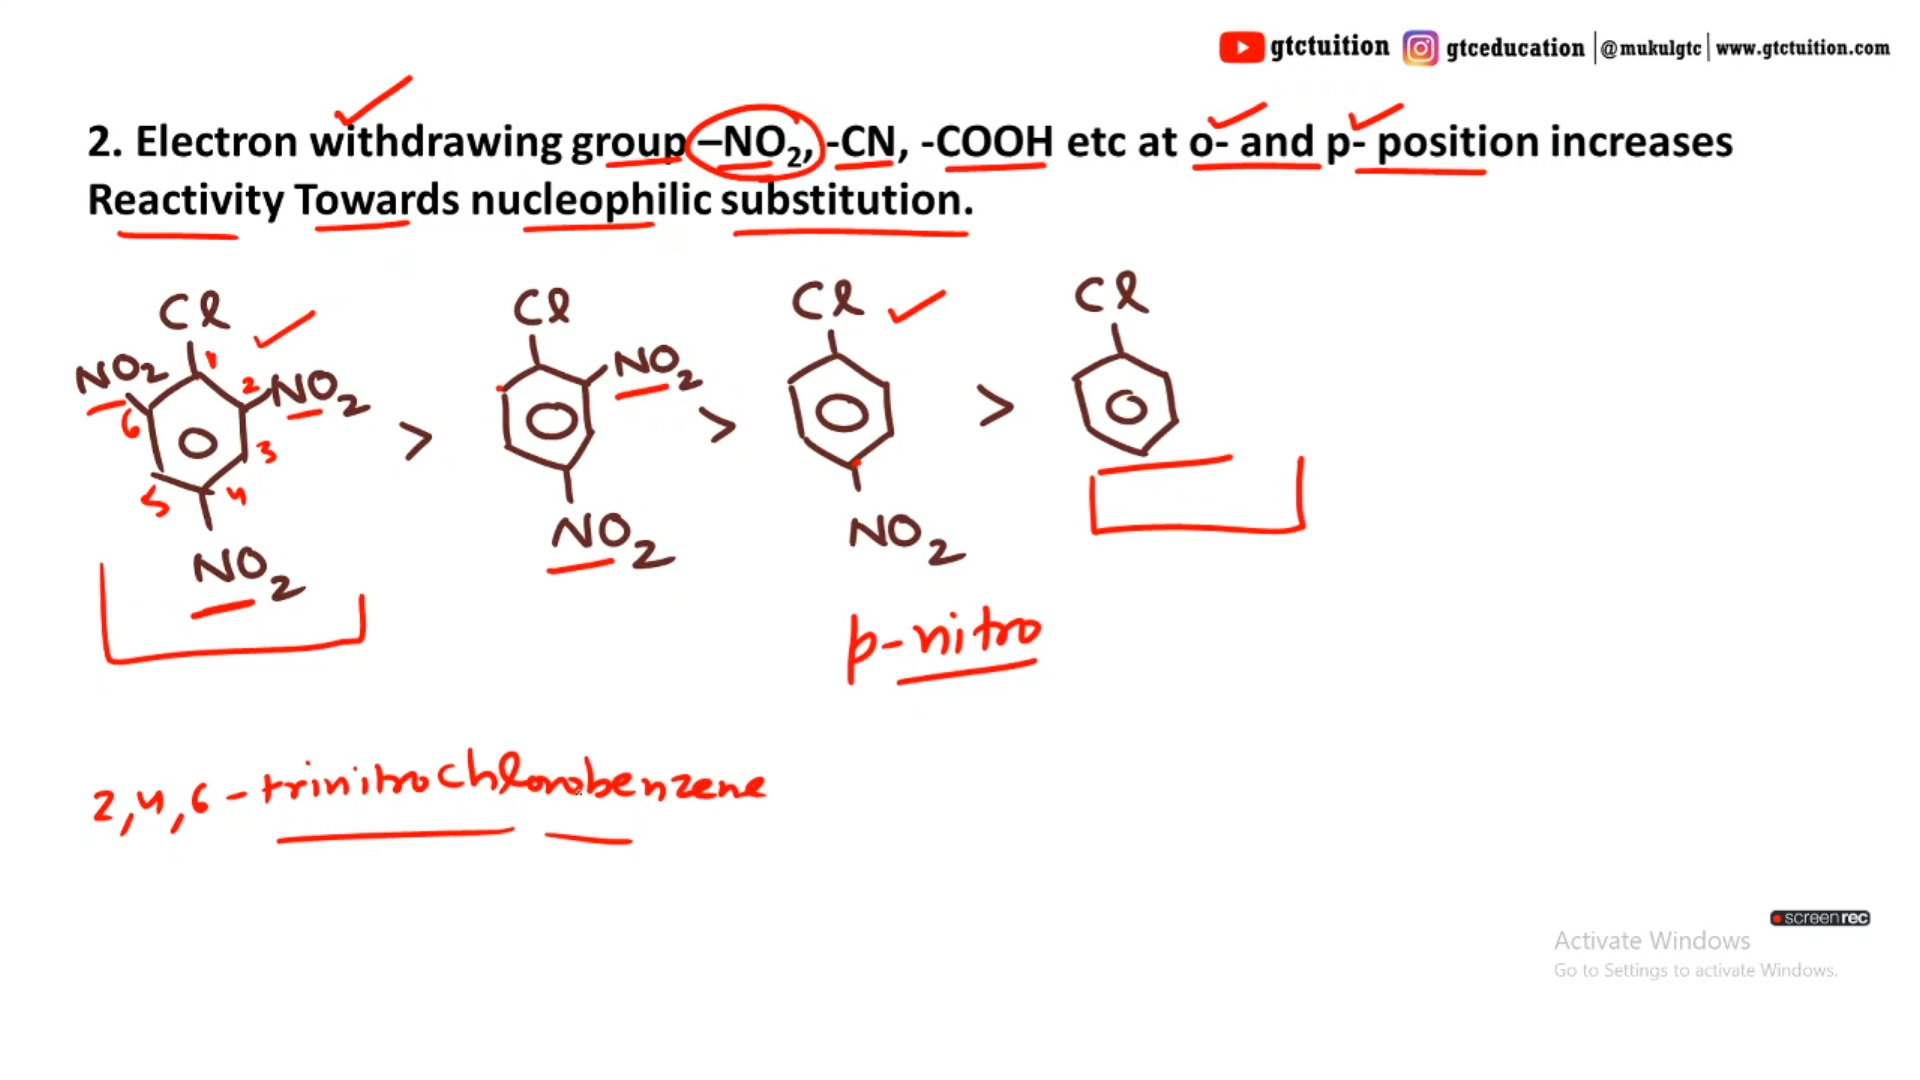 gtctuition gtceducation |@mukulgtc|www.gtctuition.com
2. Electron withdrawing group –NO₂, -CN, -COOH etc at o- and p- position increases
Reactivity Towards nucleophilic substitution.
Cl
NO2
NO2
NO2
1
2
3
4
5
6
>
Cl
NO2
NO2
>
Cl
NO2
p-nitro
>
Cl
2,4,6-trinitrochlorobenzene
screenrec
Activate Windows
Go to Settings to activate Windows.